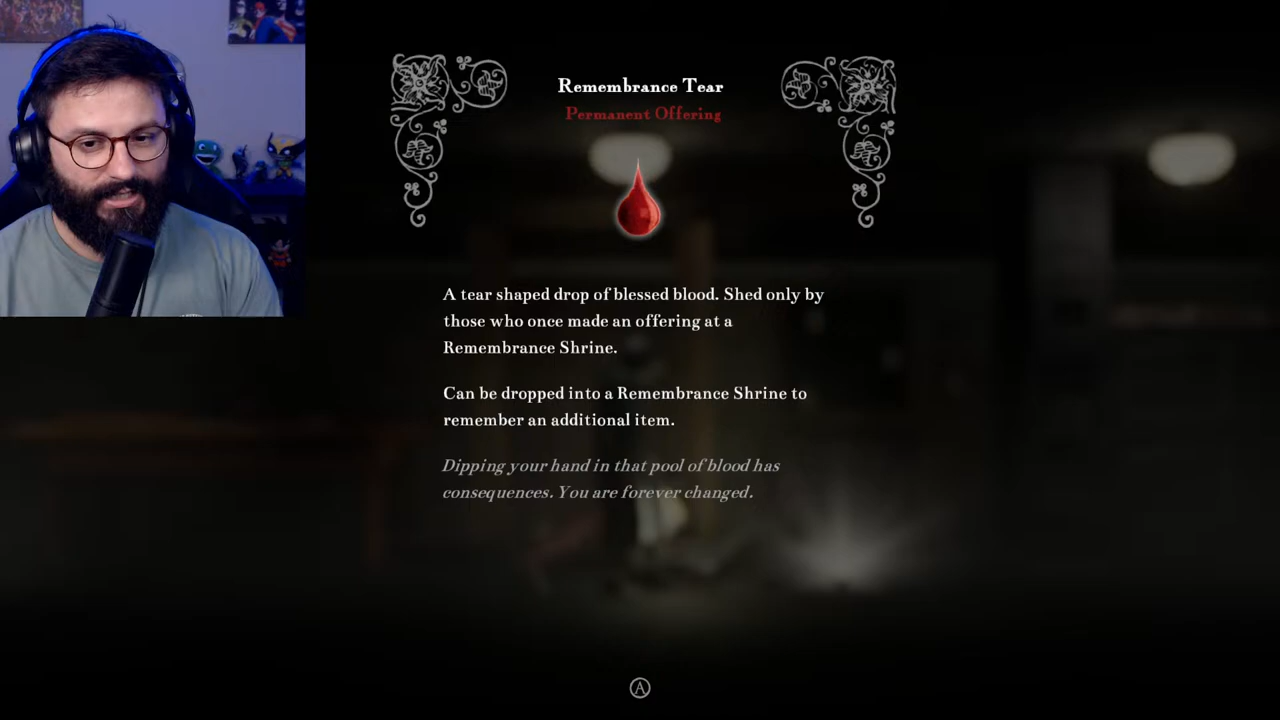 Remembrance Tear
Permanent Offering
A tear shaped drop of blessed blood. Shed only by
those who once made an offering at a
Remembrance Shrine.
Can be dropped into a Remembrance Shrine to
remember an additional item.
Dipping your hand in that pool of blood has
consequences. You are forever changed.
A